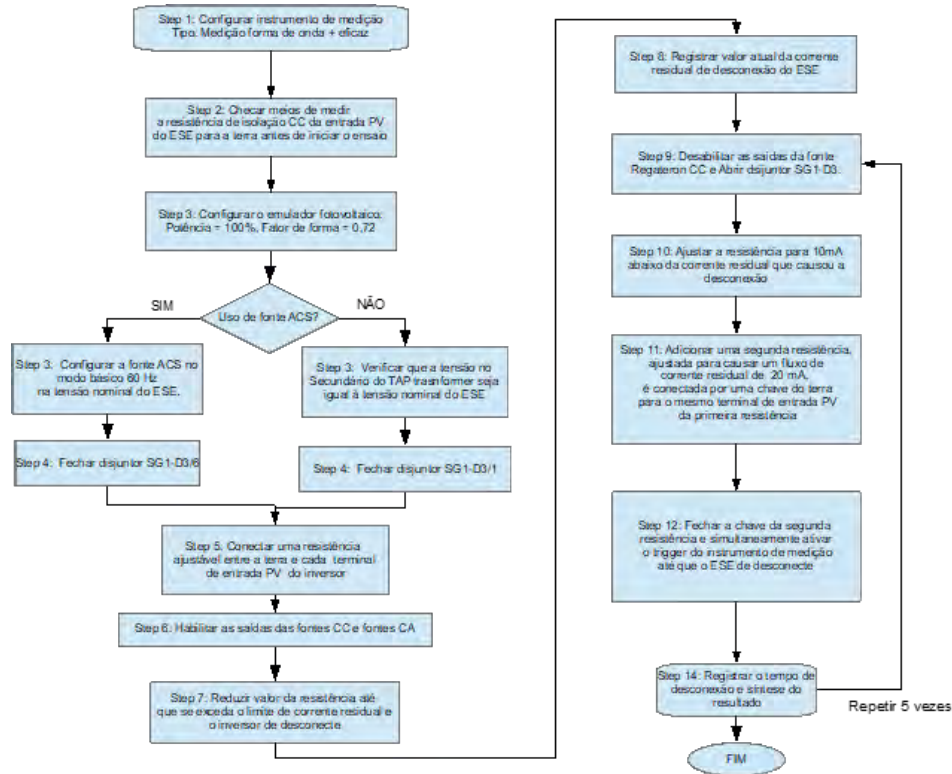 Step 1: Configurar instrumento de medição
Tipo: Medição forma de onda + eficaz
Step 2: Checar meios de medir
a resistência de isolação CC da entrada PV
do ESE para a terra antes de iniciar o ensaio
Step 3: Configurar o emulador fotovoltaico:
Potência = 100%, Fator de forma = 0,72
Uso de fonte ACS?
SIM
NÃO
Step 3: Configurar a fonte ACS no
modo básico 60 Hz
na tensão nominal do ESE.
Step 3: Verificar que a tensão no
Secundário do TAP trasnformer seja
igual à tensão nominal do ESE
Step 4: Fechar disjuntor SG1-D3/6
Step 4: Fechar disjuntor SG1-D3/1
Step 5: Conectar uma resistência
ajustável entre a terra e cada terminal
de entrada PV do inversor
Step 6: Habilitar as saídas das fontes CC e fontes CA
Step 7: Reduzir valor da resistência até
que se exceda o limite de corrente residual e
o inversor de desconecte
Step 8: Registrar valor atual da corrente
residual de desconexão do ESE
Step 9: Desabilitar as saídas da fonte
Regateron CC e Abrir dsijuntor SG1-D3.
Step 10: Ajustar a resistência para 10mA
abaixo da corrente residual que causou a
desconexão
Step 11: Adicionar uma segunda resistência,
ajustada para causar um fluxo de
corrente residual de 20 mA,
é conectada por uma chave do terra
para o mesmo terminal de entrada PV
da primeira resistência
Step 12: Fechar a chave da segunda
resistência e simultaneamente ativar
o trigger do instrumento de medição
até que o ESE de desconecte
Step 14: Registrar o tempo de
desconexão e síntese do
resultado
Repetir 5 vezes
FIM